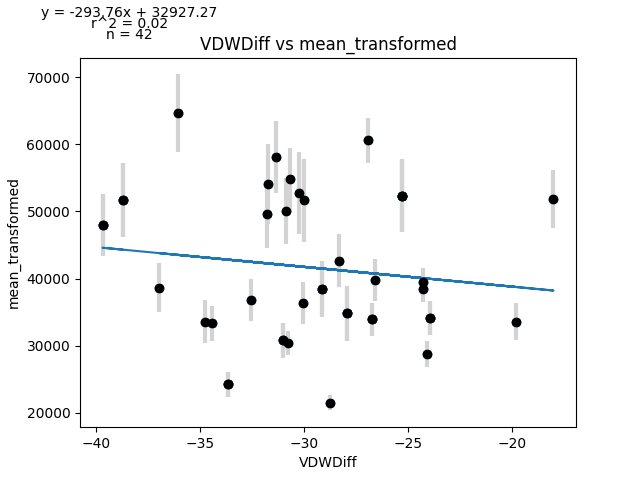 y = -293.76x + 32927.27
r^2 = 0.02
n = 42
VDWDiff vs mean_transformed
mean_transformed
70000
60000
50000
40000
30000
20000
−40
−35
−30
−25
−20
VDWDiff